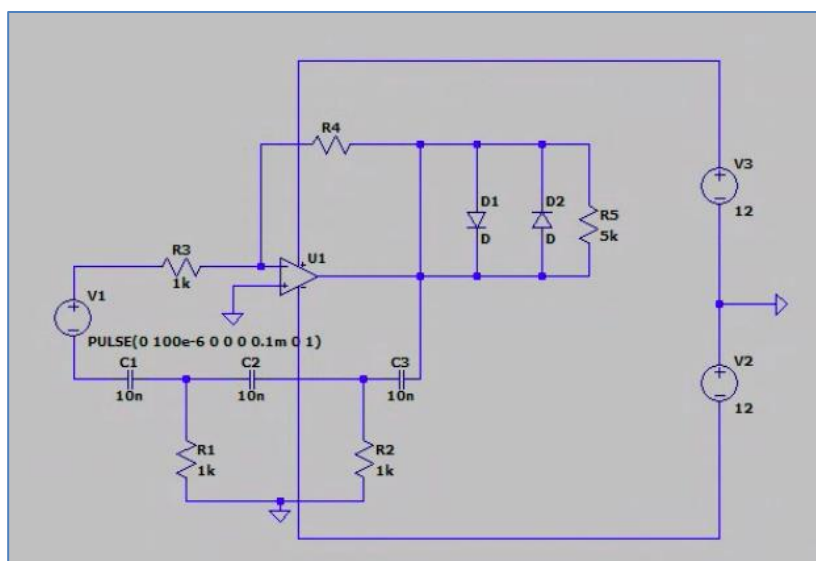 R4
V3
12
D1
D
D2
D
R5
5k
R3
1k
U1
V1
PULSE(0 100e-6 0 0 0 0.1m 0 1)
C1
10n
C2
10n
C3
10n
V2
12
R1
1k
R2
1k